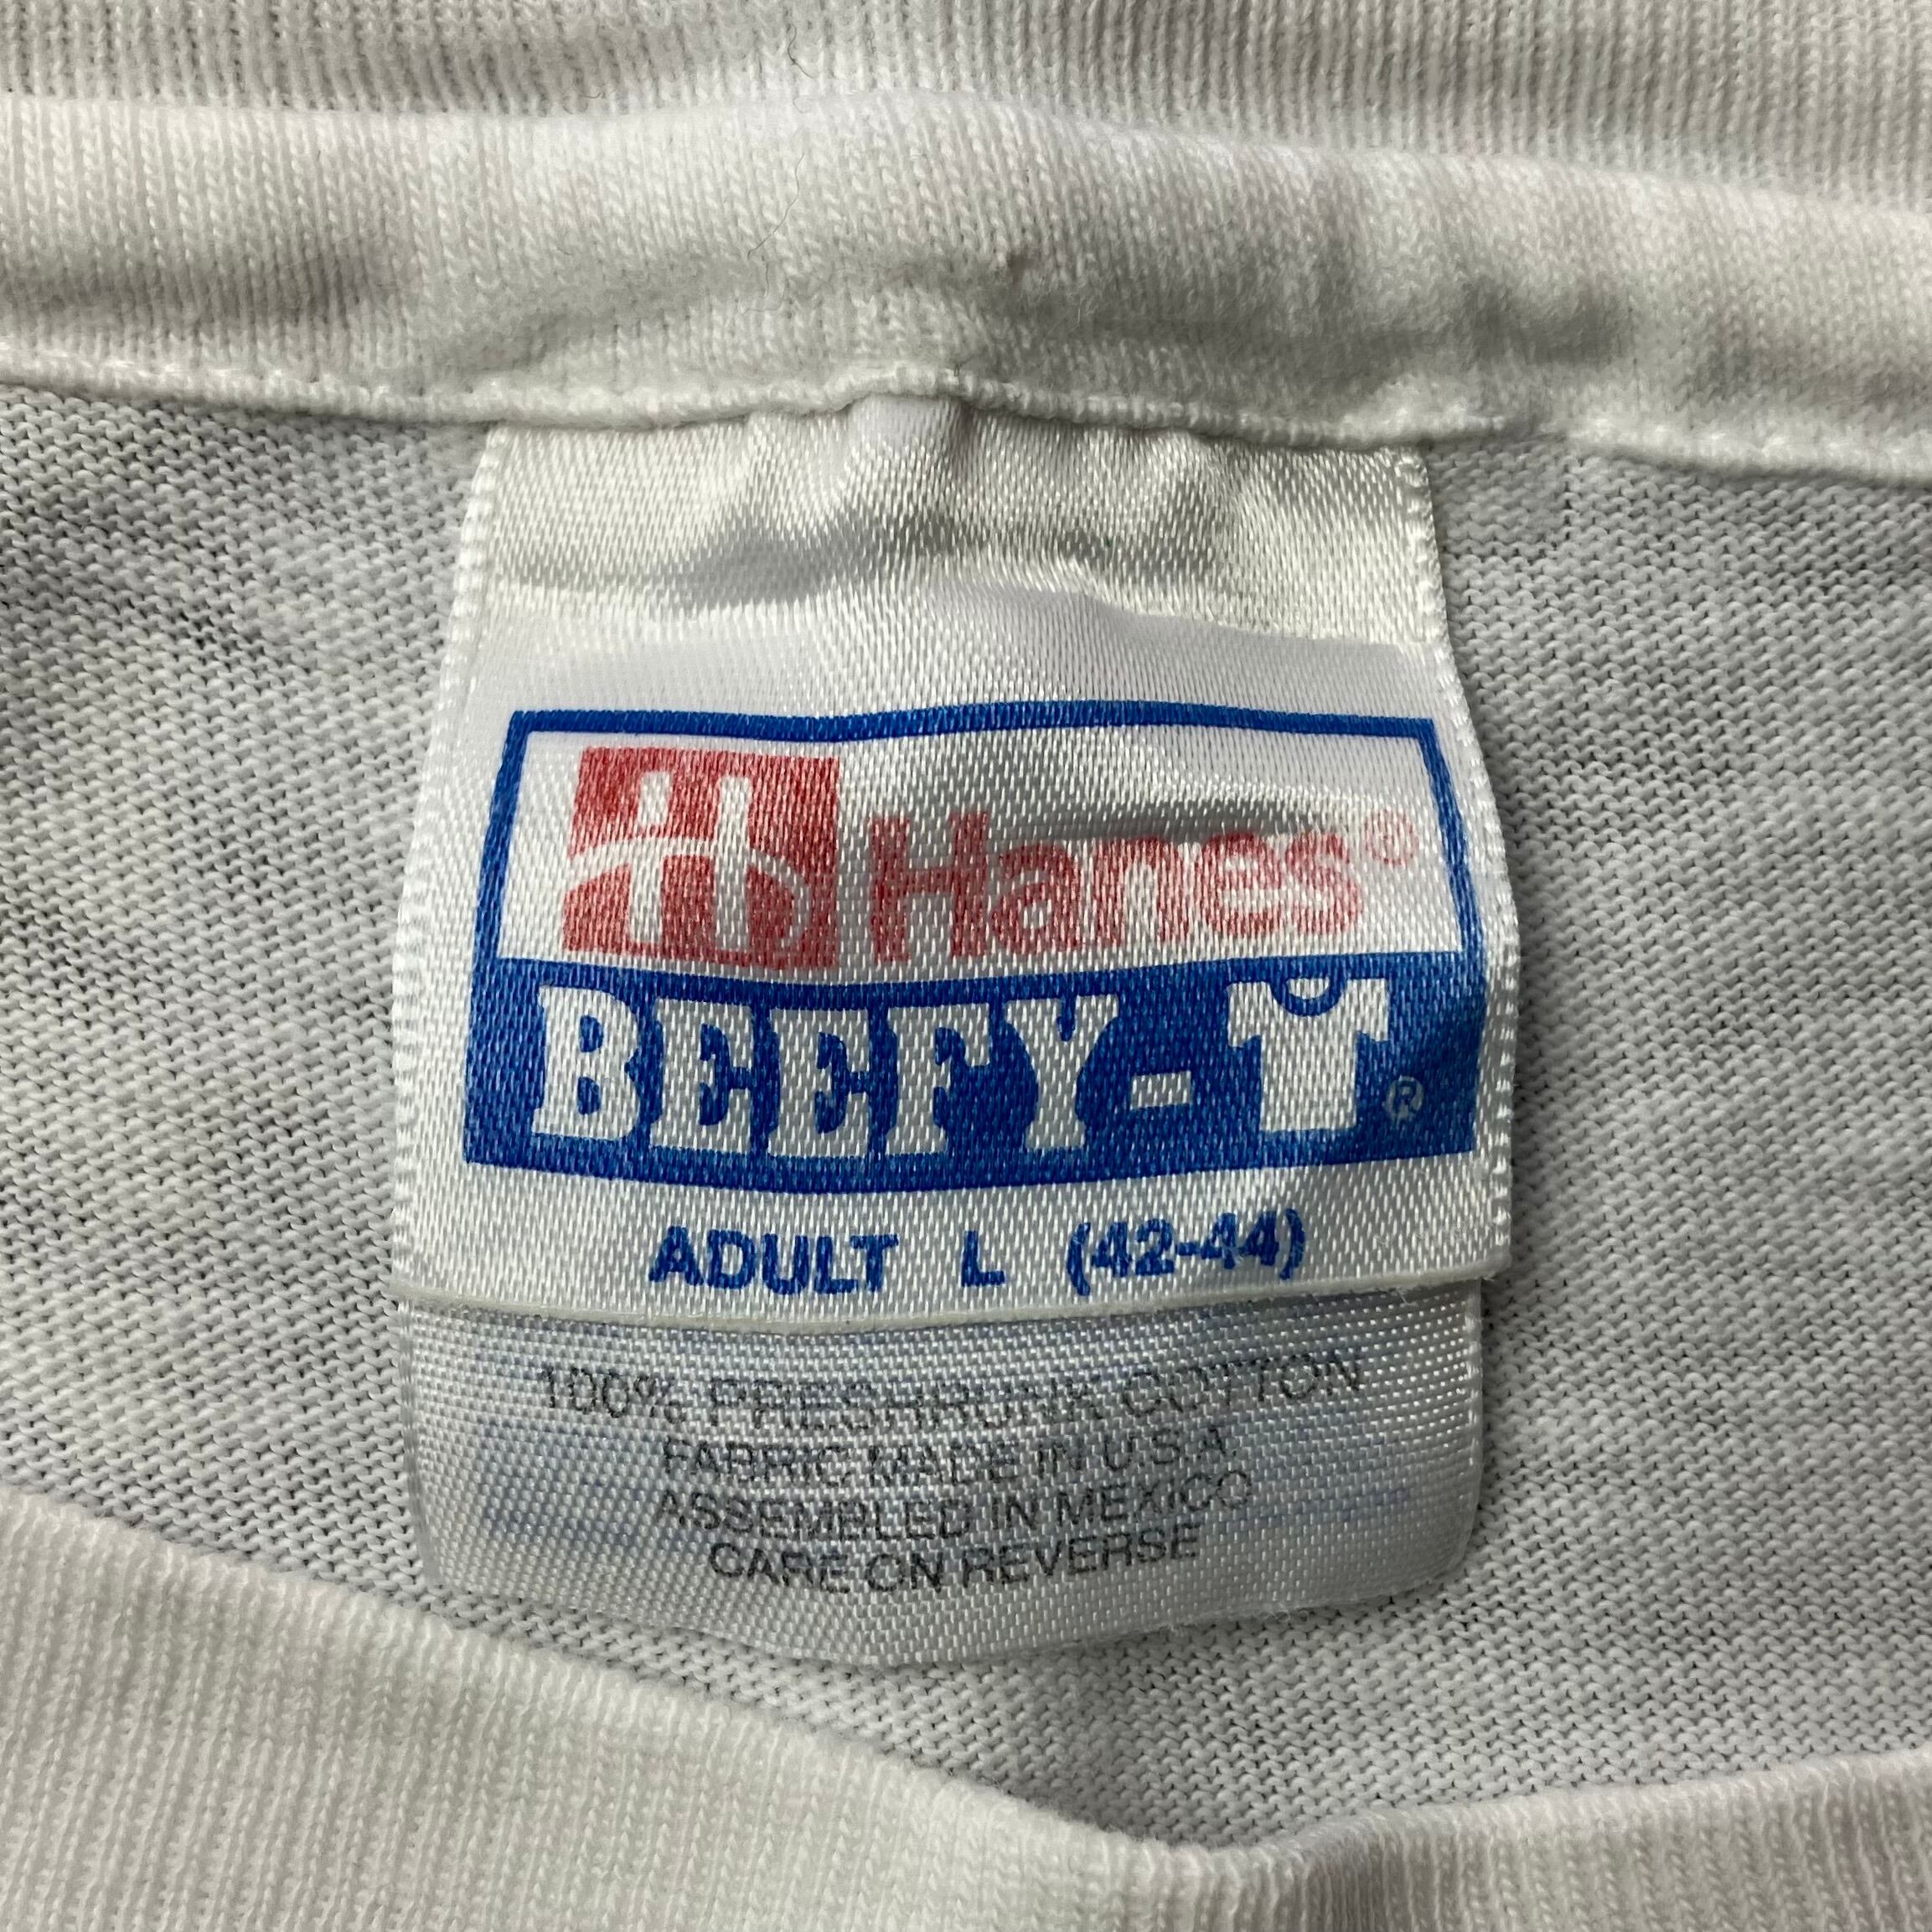 Hanes®
BEEFY-T®
ADULT L (42-44)
100% PRESHRUNK COTTON
FABRIC MADE IN U.S.A.
ASSEMBLED IN MEXICO
CARE ON REVERSE